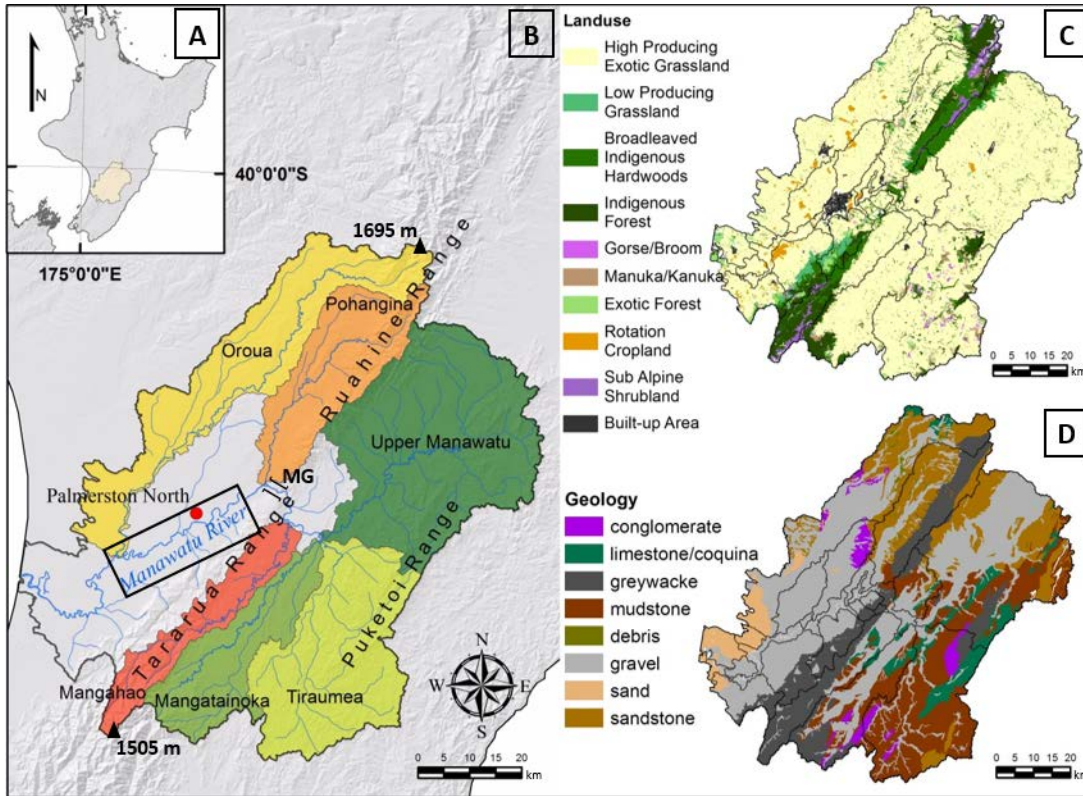 A
N
40°0'0"S
175°0'0"E
B
1695 m
Pohangina
Oroua
Ruahine Range
Upper Manawatu
MG
Palmerston North
Manawatu River
Tararua Range
Puketoi Range
Mangahao
Mangatainoka
Tiraumea
1505 m
N
W
E
S
0 5 10 15 20
km
Landuse
High Producing
Exotic Grassland
Low Producing
Grassland
Broadleaved
Indigenous
Hardwoods
Indigenous
Forest
Gorse/Broom
Manuka/Kanuka
Exotic Forest
Rotation
Cropland
Sub Alpine
Shrubland
Built-up Area
C
0 5 10 15 20
km
D
Geology
conglomerate
limestone/coquina
greywacke
mudstone
debris
gravel
sand
sandstone
0 5 10 15 20
km